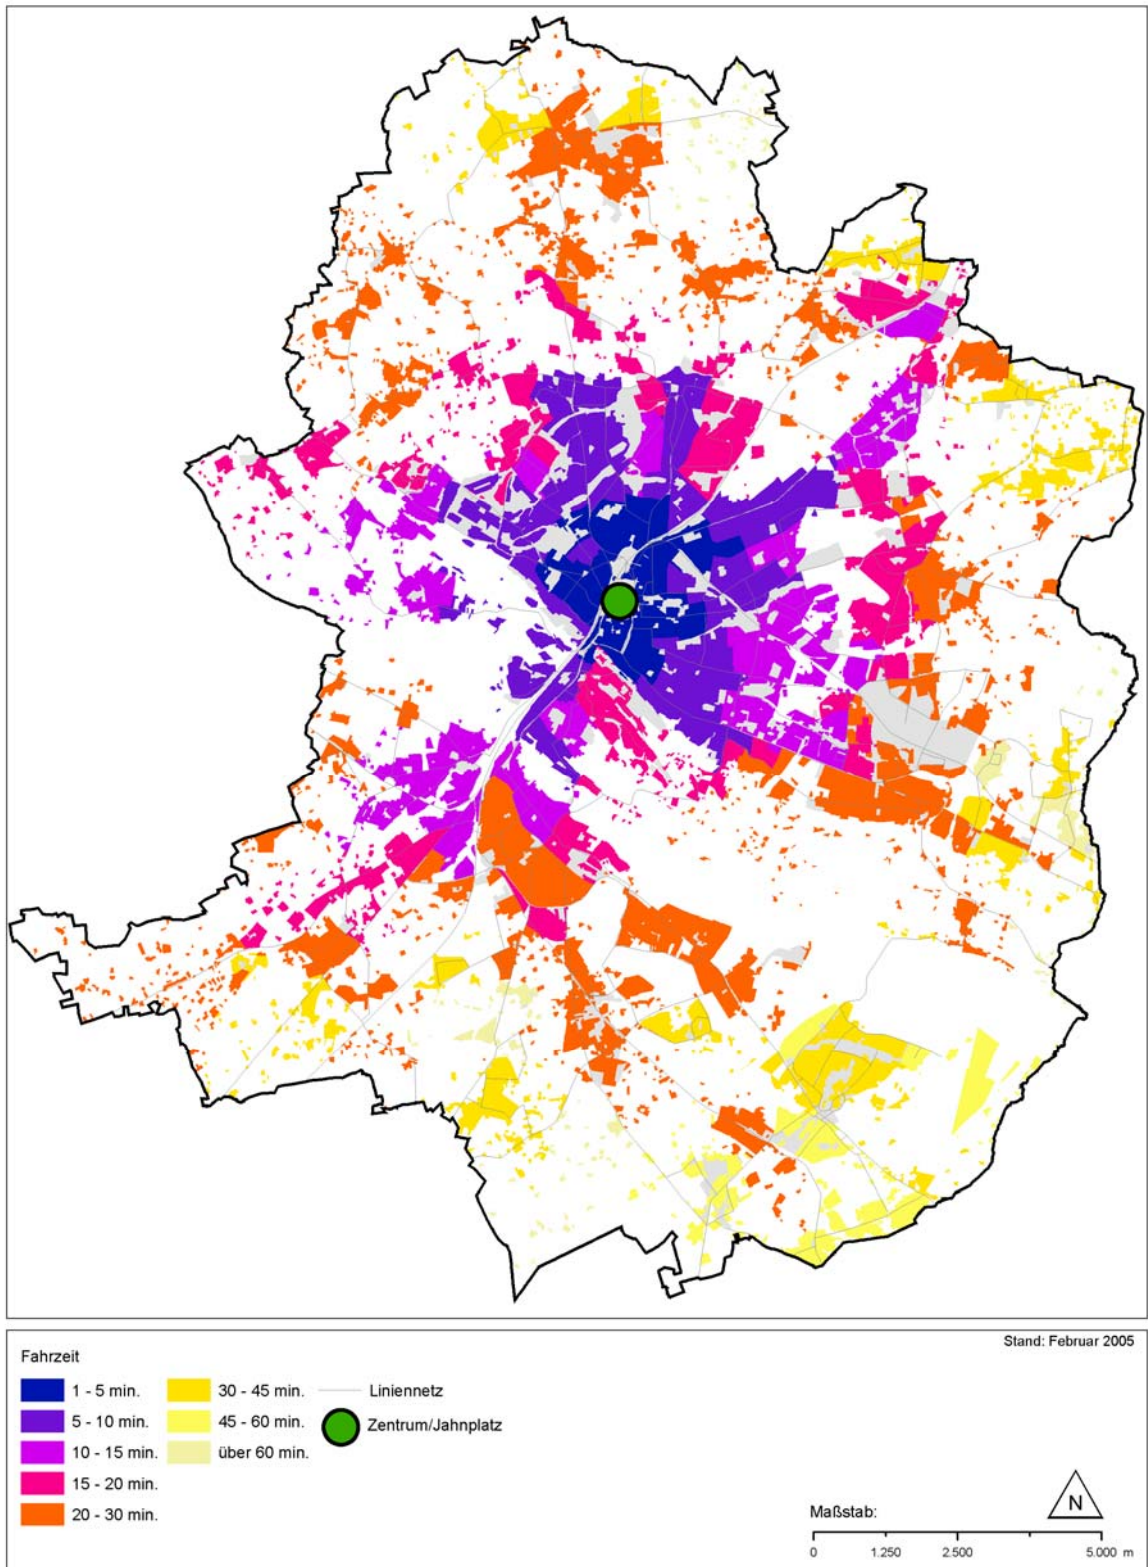 Stand: Februar 2005
Fahrzeit
1 - 5 min.
5 - 10 min.
10 - 15 min.
15 - 20 min.
20 - 30 min.
30 - 45 min.
45 - 60 min.
über 60 min.
Liniennetz
Zentrum/Jahnplatz
N
Maßstab:
0 1.250 2.500 5.000 m